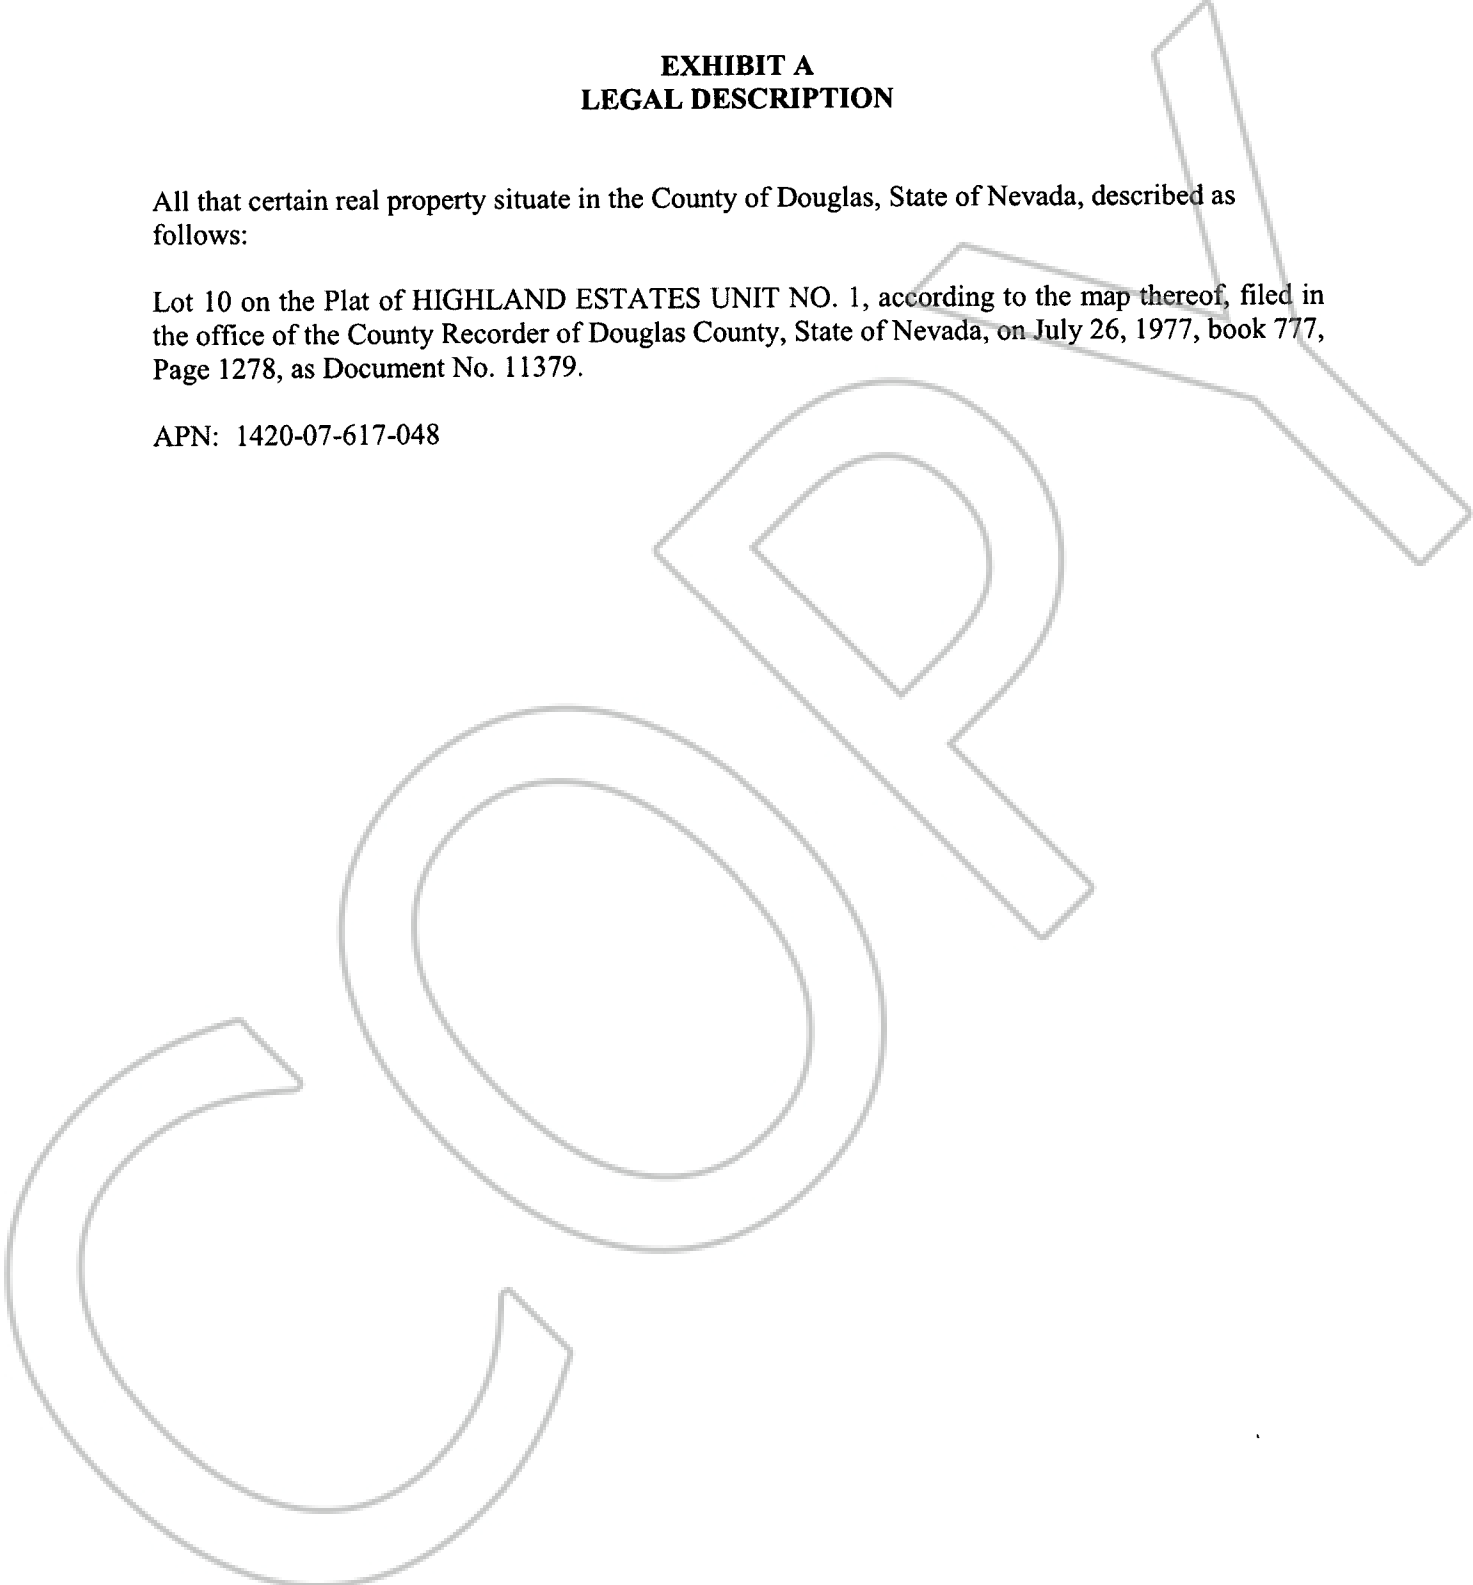 EXHIBIT A
LEGAL DESCRIPTION
All that certain real property situate in the County of Douglas, State of Nevada, described as
follows:
Lot 10 on the Plat of HIGHLAND ESTATES UNIT NO. 1, according to the map thereof, filed in
the office of the County Recorder of Douglas County, State of Nevada, on July 26, 1977, book 777,
Page 1278, as Document No. 11379.
APN: 1420-07-617-048
COPY